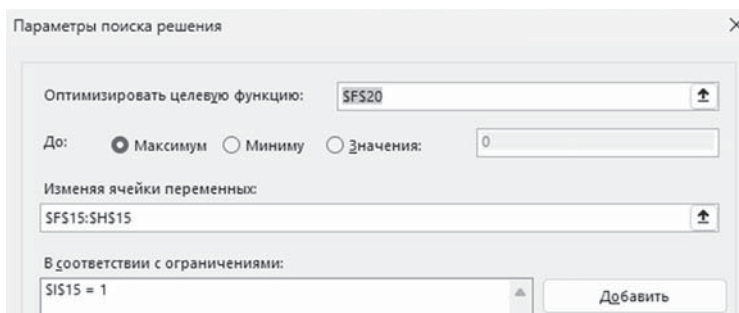 Параметры поиска решения
Оптимизировать целевую функцию: $F$20
До: Максимум Миниму Значения: 0
Изменяя ячейки переменных:
$F$15:$H$15
В соответствии с ограничениями:
$I$15 = 1
Добавить